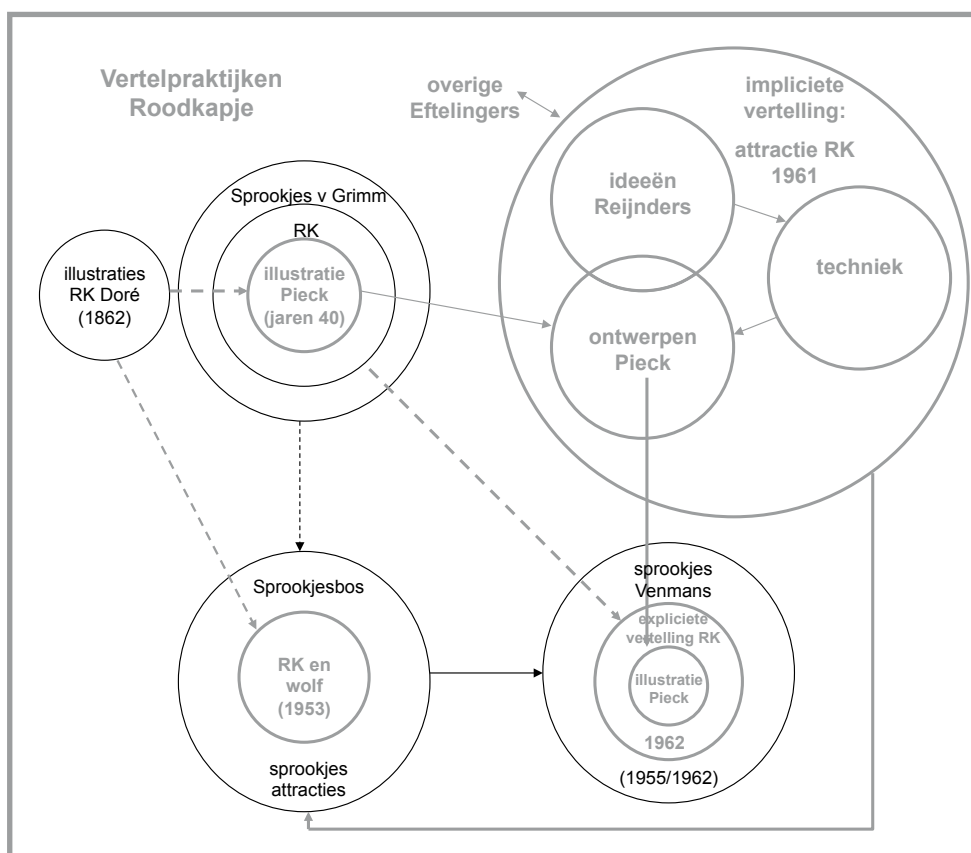 Vertelpraktijken
Roodkapje
overige
Eftelingers
impliciete
vertelling:
attractie RK
1961
ideeën
Reijnders
techniek
ontwerpen
Pieck
Sprookjes v Grimm
RK
illustratie
Pieck
(jaren 40)
illustraties
RK Doré
(1862)
Sprookjesbos
RK en
wolf
(1953)
sprookjes
attracties
sprookjes
Venmans
expliciete
vertelling RK
illustratie
Pieck
1962
(1955/1962)